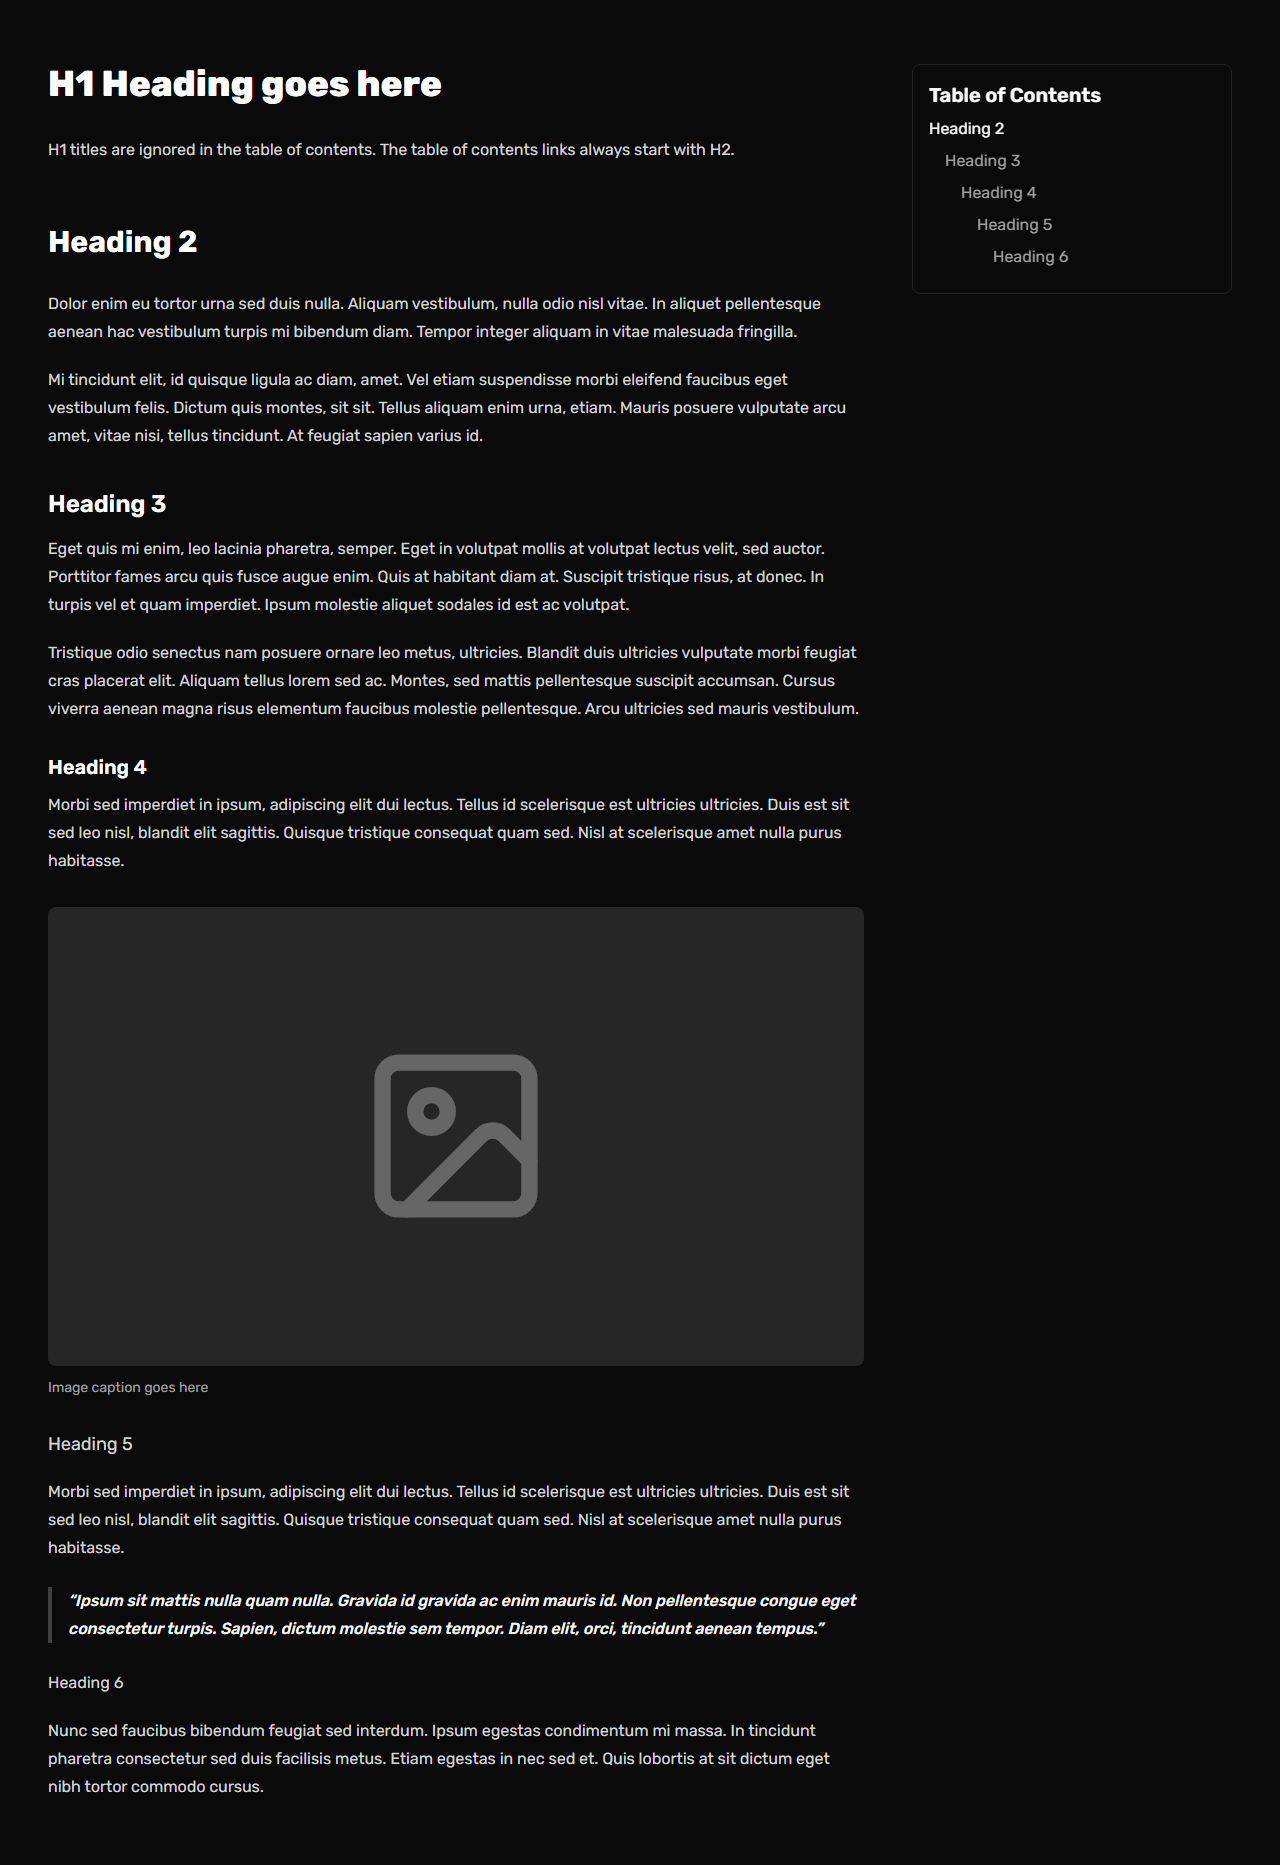 H1 Heading goes here
H1 titles are ignored in the table of contents. The table of contents links always start with H2.
Heading 2
Dolor enim eu tortor urna sed duis nulla. Aliquam vestibulum, nulla odio nisl vitae. In aliquet pellentesque
aenean hac vestibulum turpis mi bibendum diam. Tempor integer aliquam in vitae malesuada fringilla.
Mi tincidunt elit, id quisque ligula ac diam, amet. Vel etiam suspendisse morbi eleifend faucibus eget
vestibulum felis. Dictum quis montes, sit sit. Tellus aliquam enim urna, etiam. Mauris posuere vulputate arcu
amet, vitae nisi, tellus tincidunt. At feugiat sapien varius id.
Heading 3
Eget quis mi enim, leo lacinia pharetra, semper. Eget in volutpat mollis at volutpat lectus velit, sed auctor.
Porttitor fames arcu quis fusce augue enim. Quis at habitant diam at. Suscipit tristique risus, at donec. In
turpis vel et quam imperdiet. Ipsum molestie aliquet sodales id est ac volutpat.
Tristique odio senectus nam posuere ornare leo metus, ultricies. Blandit duis ultricies vulputate morbi feugiat
cras placerat elit. Aliquam tellus lorem sed ac. Montes, sed mattis pellentesque suscipit accumsan. Cursus
viverra aenean magna risus elementum faucibus molestie pellentesque. Arcu ultricies sed mauris vestibulum.
Heading 4
Morbi sed imperdiet in ipsum, adipiscing elit dui lectus. Tellus id scelerisque est ultricies ultricies. Duis est sit
sed leo nisl, blandit elit sagittis. Quisque tristique consequat quam sed. Nisl at scelerisque amet nulla purus
habitasse.
Image caption goes here
Heading 5
Morbi sed imperdiet in ipsum, adipiscing elit dui lectus. Tellus id scelerisque est ultricies ultricies. Duis est sit
sed leo nisl, blandit elit sagittis. Quisque tristique consequat quam sed. Nisl at scelerisque amet nulla purus
habitasse.
“Ipsum sit mattis nulla quam nulla. Gravida id gravida ac enim mauris id. Non pellentesque congue eget
consectetur turpis. Sapien, dictum molestie sem tempor. Diam elit, orci, tincidunt aenean tempus.”
Heading 6
Nunc sed faucibus bibendum feugiat sed interdum. Ipsum egestas condimentum mi massa. In tincidunt
pharetra consectetur sed duis facilisis metus. Etiam egestas in nec sed et. Quis lobortis at sit dictum eget
nibh tortor commodo cursus.
Table of Contents
Heading 2
Heading 3
Heading 4
Heading 5
Heading 6